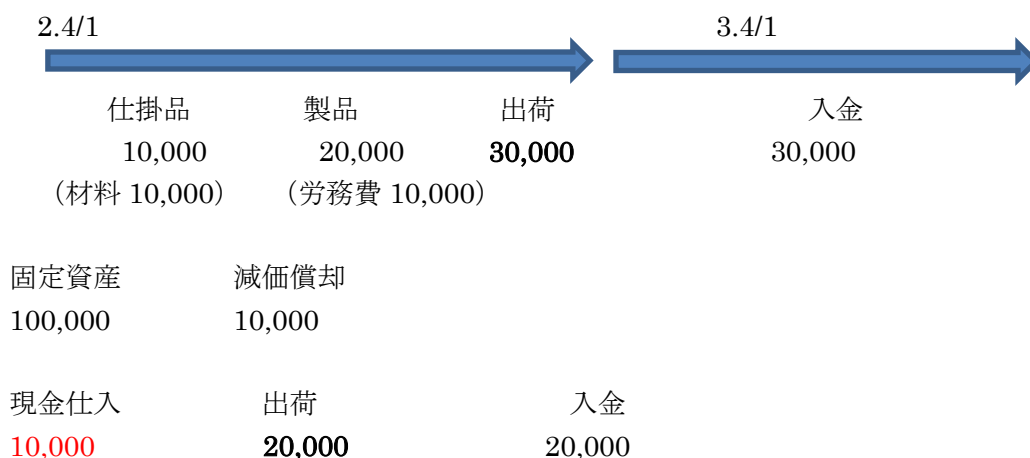 2.4/1 3.4/1
仕掛品 製品 出荷 入金
10,000 20,000 30,000 30,000
（材料 10,000） （労務費 10,000）
固定資産 減価償却
100,000 10,000
現金仕入 出荷 入金
10,000 20,000 20,000